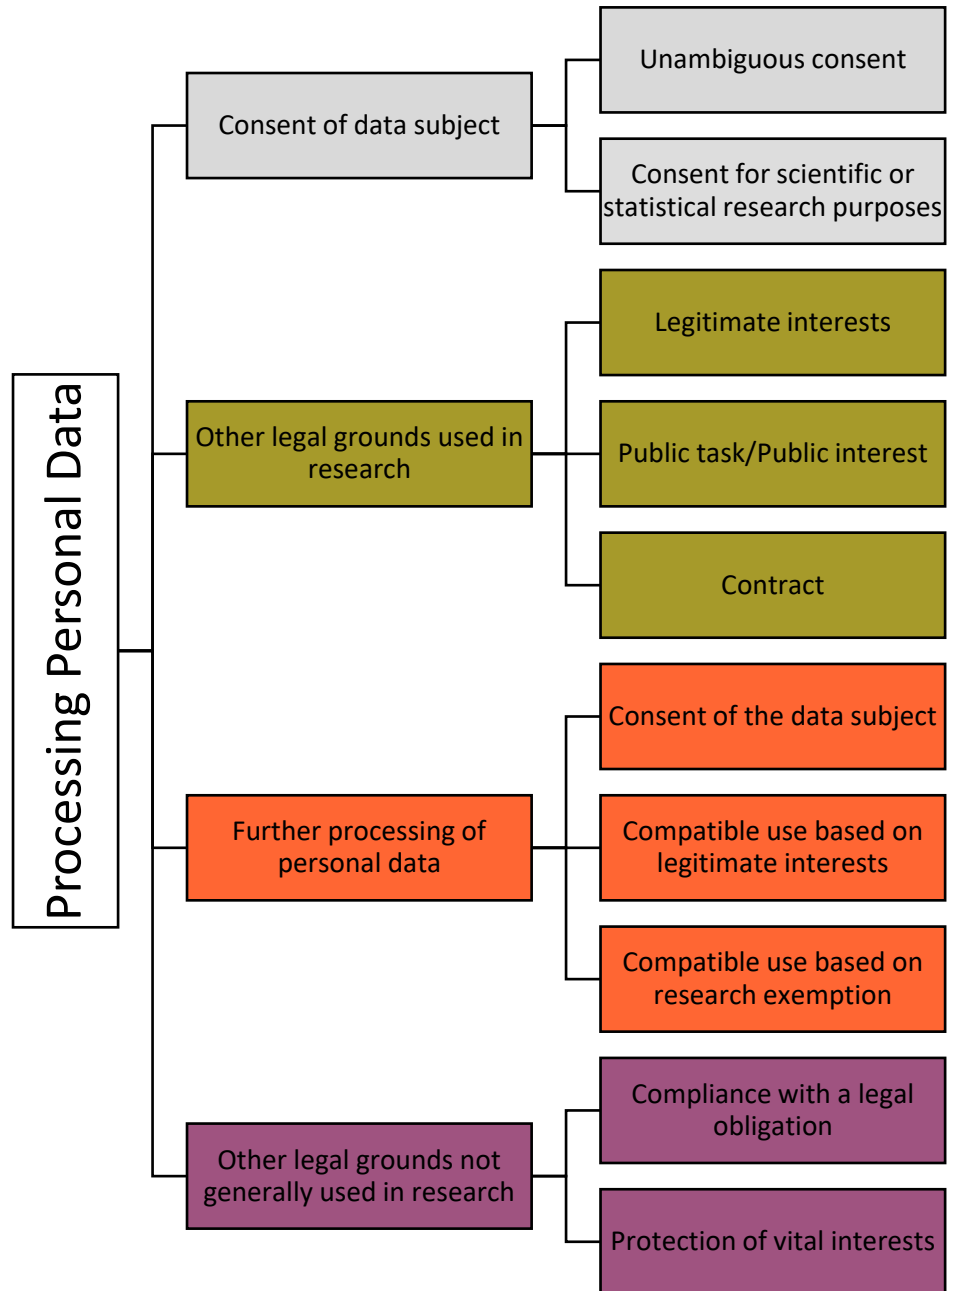 Processing Personal Data
Consent of data subject
Unambiguous consent
Consent for scientific or
statistical research purposes
Other legal grounds used in
research
Legitimate interests
Public task/Public interest
Contract
Further processing of
personal data
Consent of the data subject
Compatible use based on
legitimate interests
Compatible use based on
research exemption
Other legal grounds not
generally used in research
Compliance with a legal
obligation
Protection of vital interests